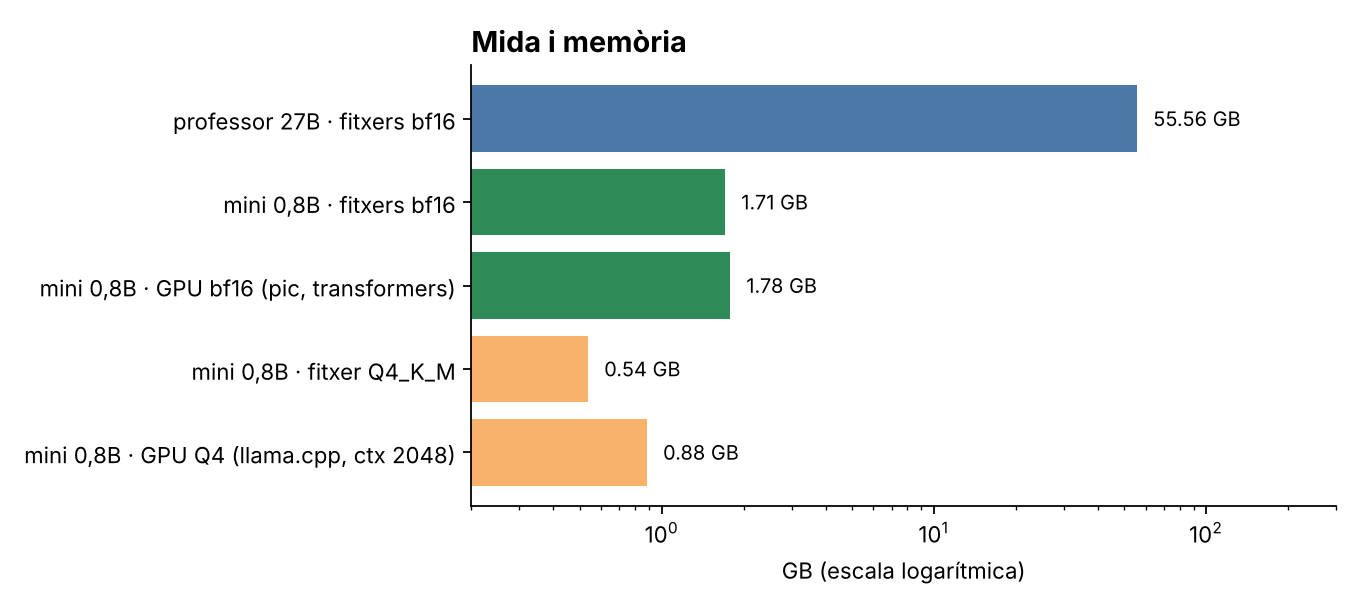 Mida i memòria
professor 27B · fitxers bf16
55.56 GB
mini 0,8B · fitxers bf16
1.71 GB
mini 0,8B · GPU bf16 (pic, transformers)
1.78 GB
mini 0,8B · fitxer Q4_K_M
0.54 GB
mini 0,8B · GPU Q4 (llama.cpp, ctx 2048)
0.88 GB
10⁰ 10¹ 10²
GB (escala logarítmica)